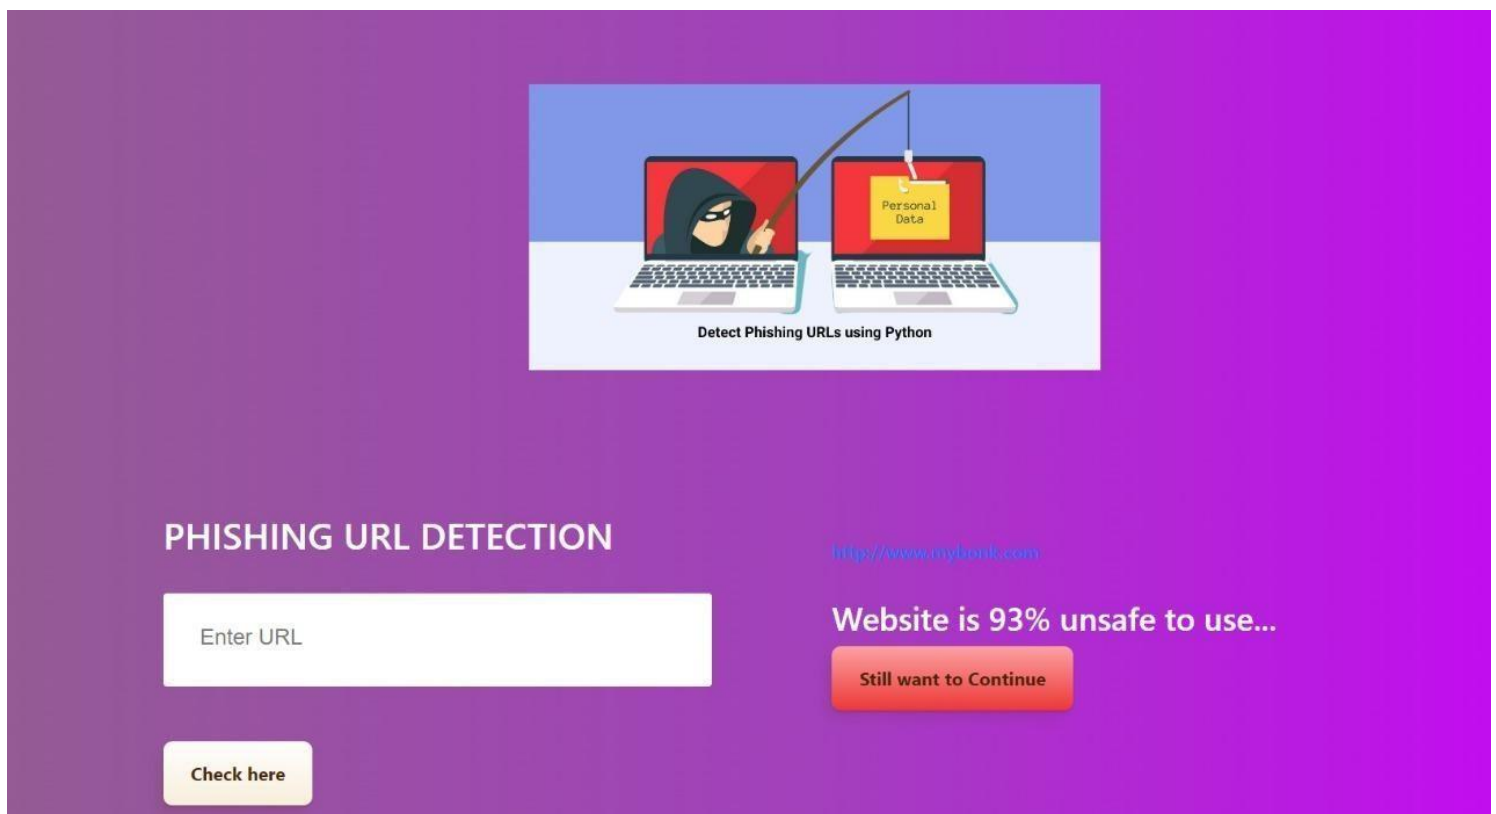 Personal
Data
Detect Phishing URLs using Python
PHISHING URL DETECTION
Enter URL
Check here
http://www.mybonk.com
Website is 93% unsafe to use...
Still want to Continue